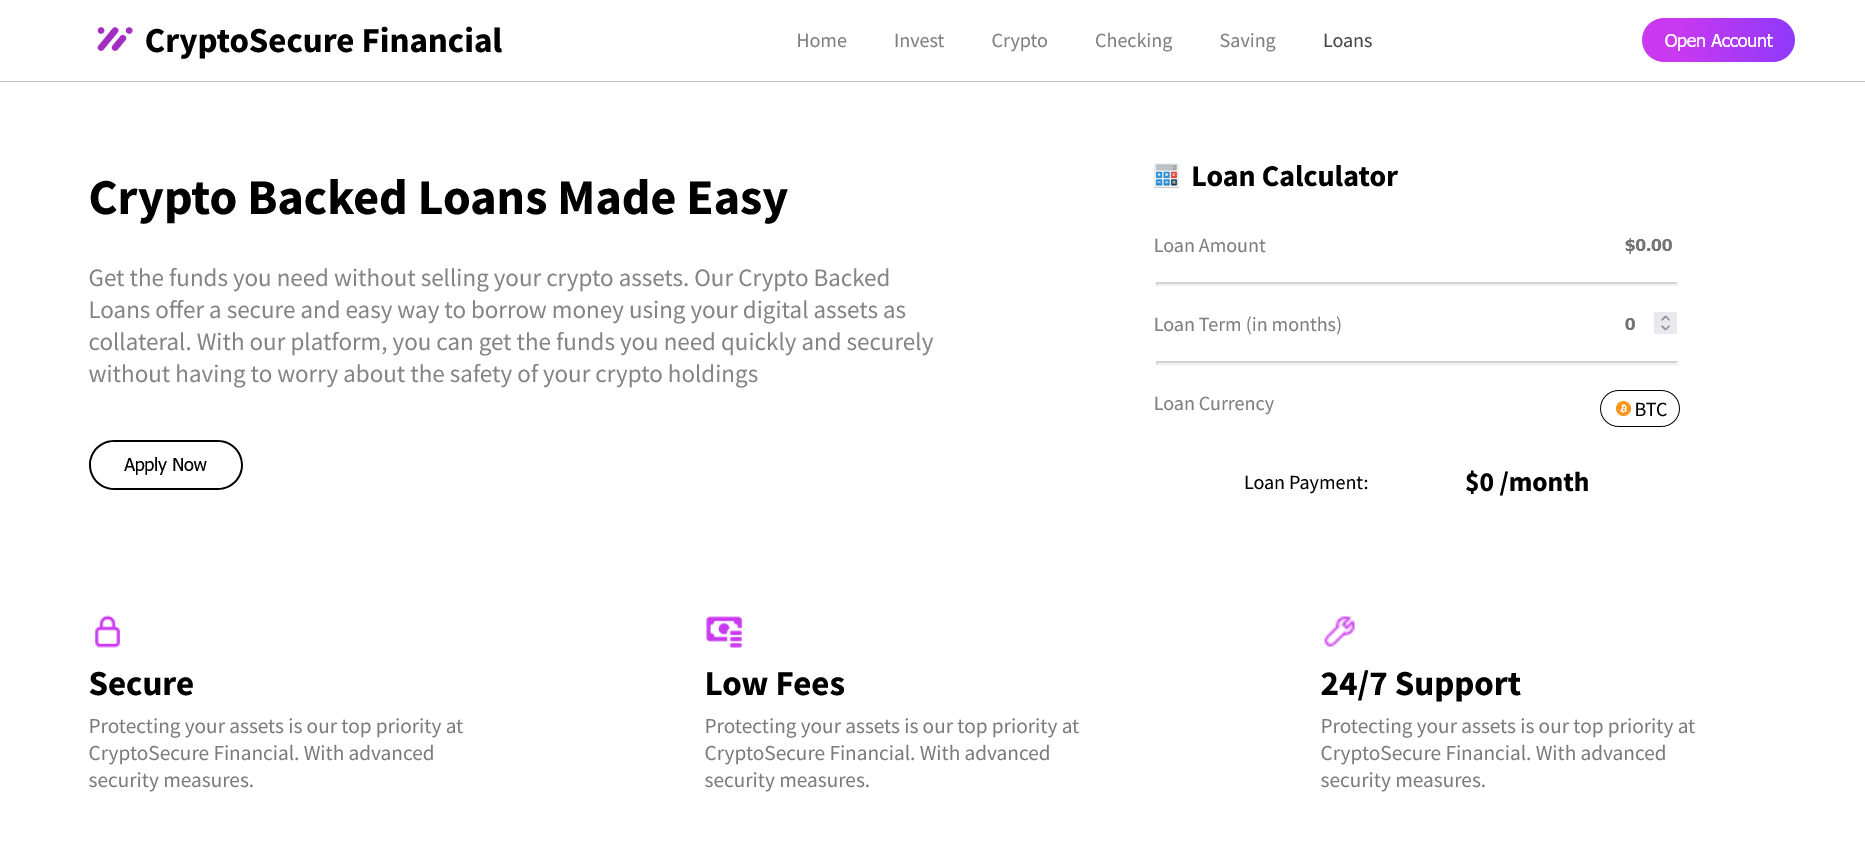 CryptoSecure Financial
Home Invest Crypto Checking Saving Loans
Open Account
Crypto Backed Loans Made Easy
Get the funds you need without selling your crypto assets. Our Crypto Backed
Loans offer a secure and easy way to borrow money using your digital assets as
collateral. With our platform, you can get the funds you need quickly and securely
without having to worry about the safety of your crypto holdings
Apply Now
Loan Calculator
Loan Amount $0.00
Loan Term (in months) 0
Loan Currency BTC
Loan Payment: $0 /month
Secure
Protecting your assets is our top priority at
CryptoSecure Financial. With advanced
security measures.
Low Fees
Protecting your assets is our top priority at
CryptoSecure Financial. With advanced
security measures.
24/7 Support
Protecting your assets is our top priority at
CryptoSecure Financial. With advanced
security measures.